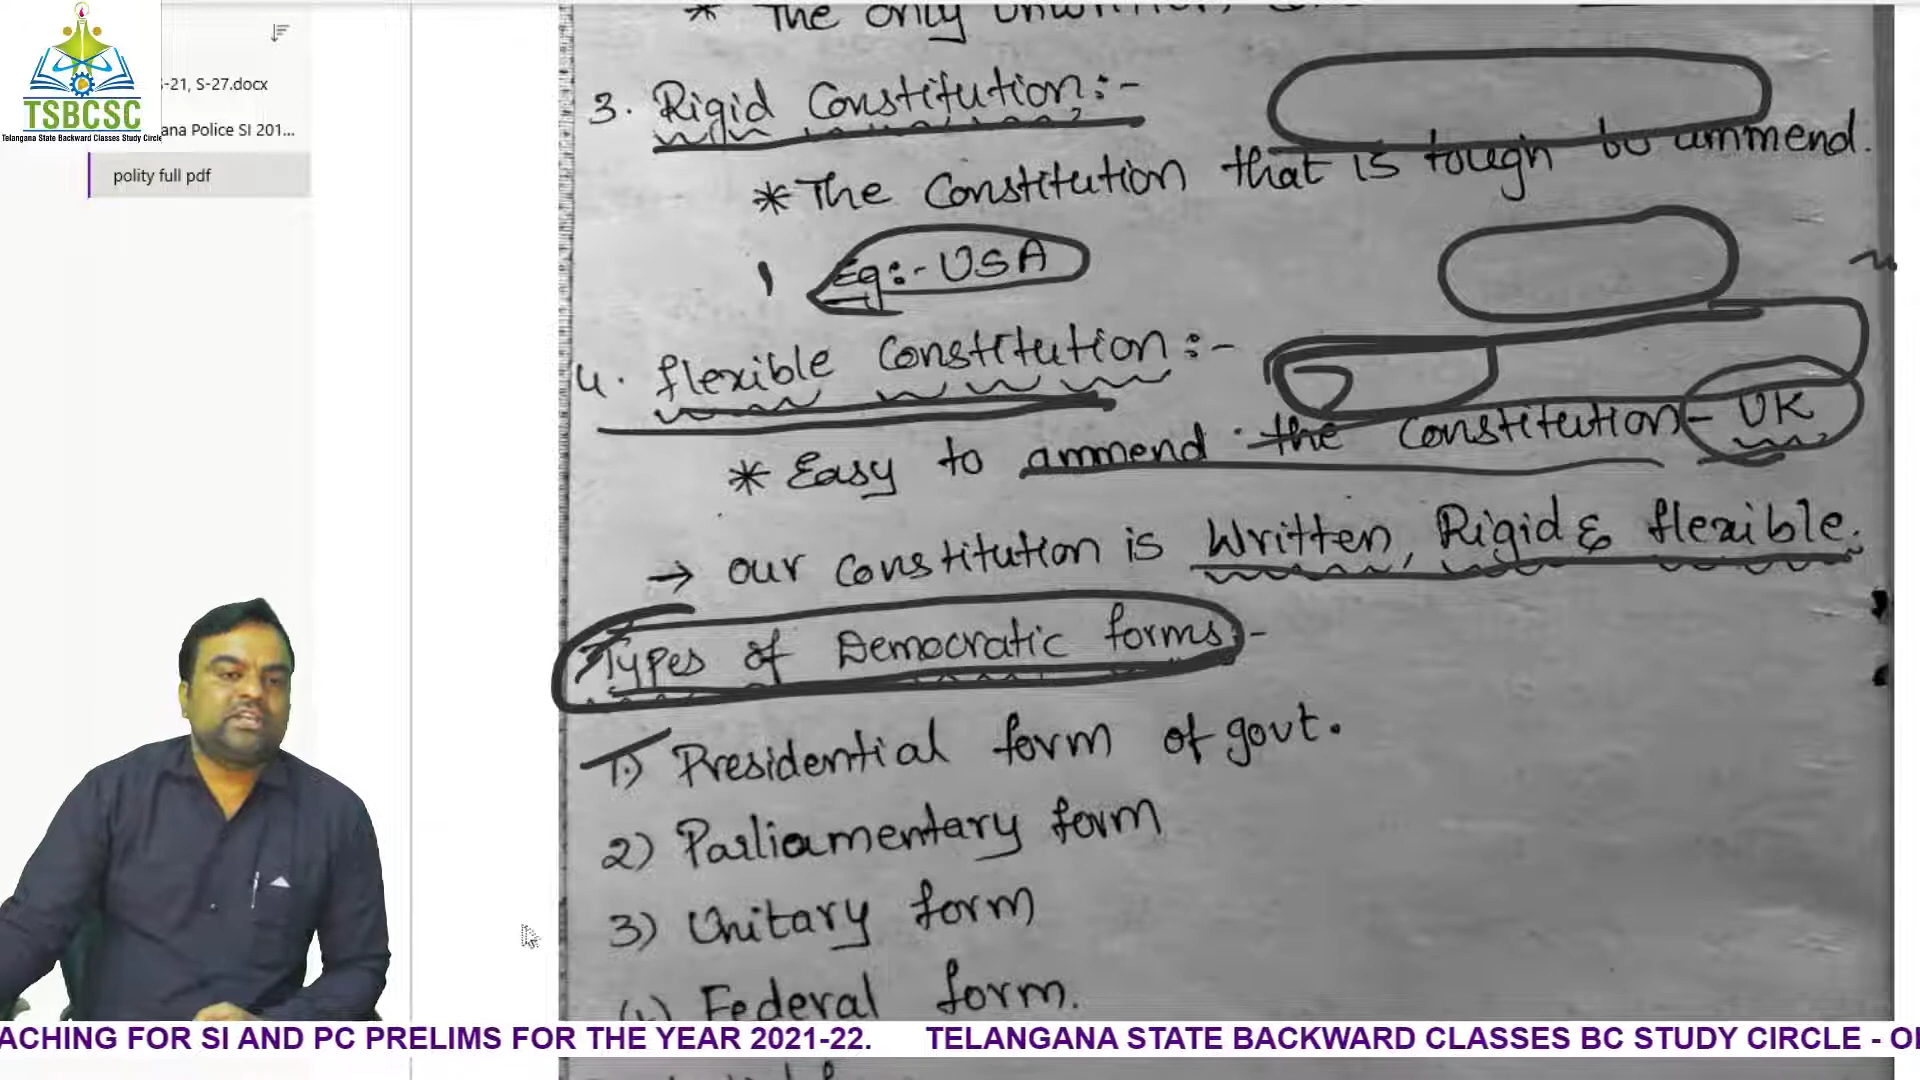 * The only
3. Rigid Constitution:-
* The Constitution that is tough to ammend.
Eg:- USA
4. flexible Constitution:-
* Easy to ammend the Constitution - UK
→ our constitution is Written, Rigid & flexible.
Types of Democratic forms:-
1) Presidential form of govt.
2) Parliamentary form
3) Unitary form
4) Federal form.
TSBCSC
Telangana State Backward Classes Study Circle
-21, S-27.docx
ana Police SI 201...
polity full pdf
ACHING FOR SI AND PC PRELIMS FOR THE YEAR 2021-22. TELANGANA STATE BACKWARD CLASSES BC STUDY CIRCLE -